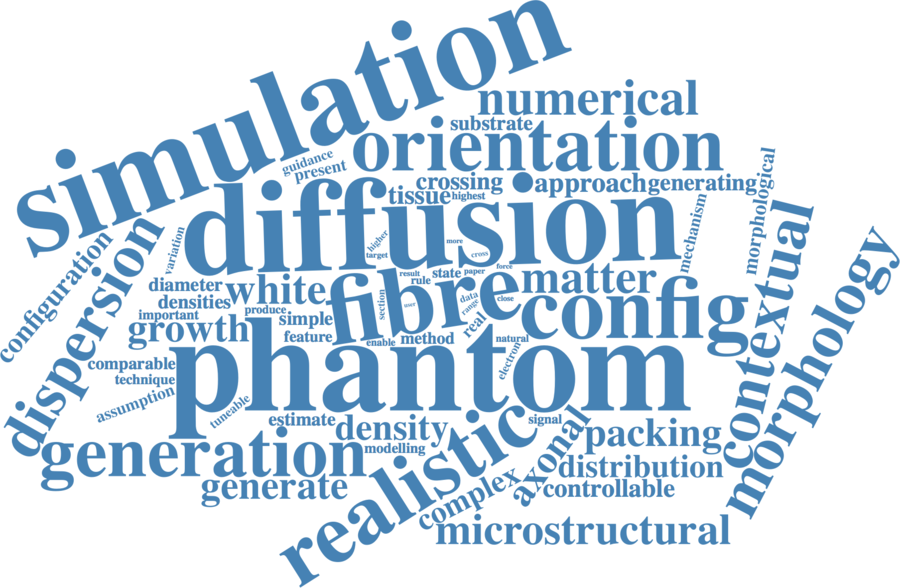 simulation
numerical
substrate
orientation
guidance
present
crossing
approach
generating
morphological
tissue
highest
diffusion
mechanism
contextual
morphology
variation
configuration
dispersion
higher
target
more
cross
result
state
paper
force
rule
matter
diameter
white
densities
fibre
section
user
data
range
close
config
important
produce
simple
growth
feature
enable
method
real
natural
electron
phantom
comparable
technique
assumption
tuneable
estimate
density
signal
modelling
generation
packing
axonal
distribution
realistic
generate
controllable
complex
microstructural